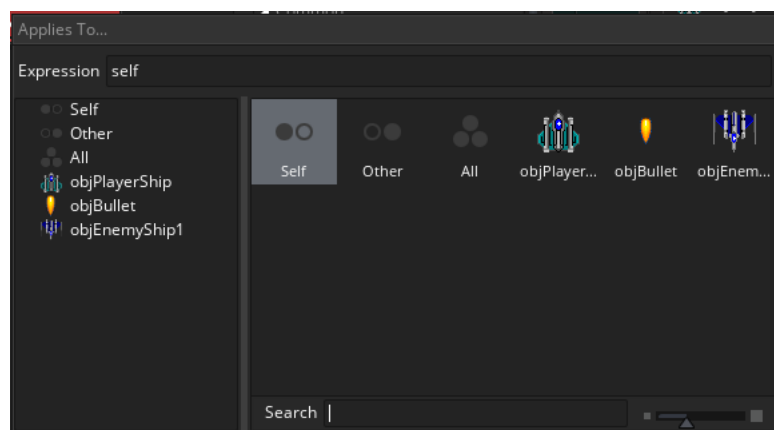 Applies To...
Expression self
Self
Other
All
objPlayerShip
objBullet
objEnemyShip1
Self Other All objPlayer... objBullet objEnem...
Search